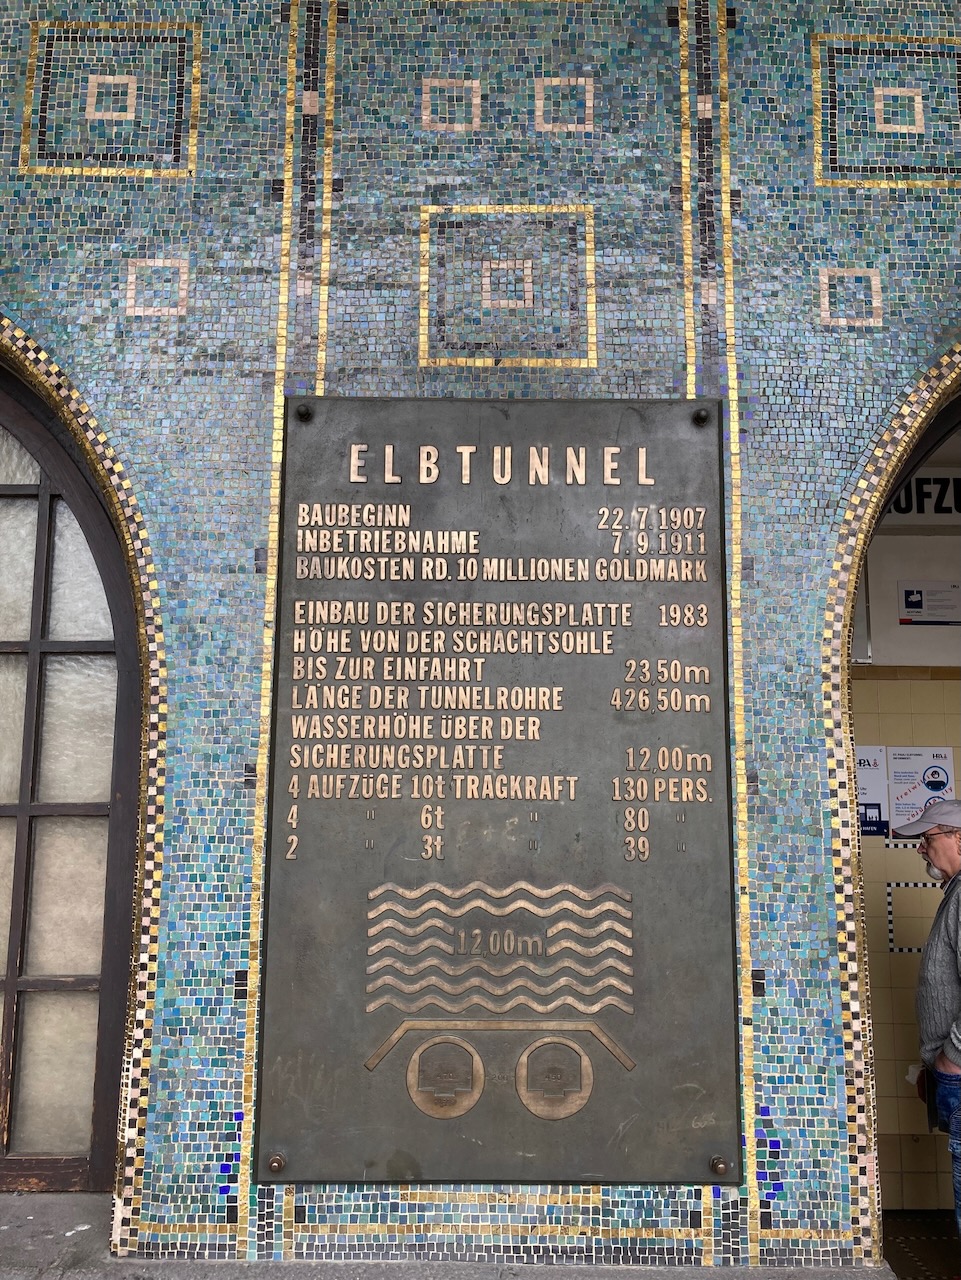 ELBTUNNEL
BAUBEGINN 22.7.1907
INBETRIEBNAHME 7.9.1911
BAUKOSTEN RD. 10 MILLIONEN GOLDMARK
EINBAU DER SICHERUNGSPLATTE 1983
HÖHE VON DER SCHACHTSOHLE
BIS ZUR EINFAHRT 23,50m
LÄNGE DER TUNNELRÖHRE 426,50m
WASSERHÖHE ÜBER DER
SICHERUNGSPLATTE 12,00m
4 AUFZÜGE 10t TRAGKRAFT 130 PERS.
4 " 6t " 80 "
2 " 3t " 39 "
12,00m
UFZU
HPA